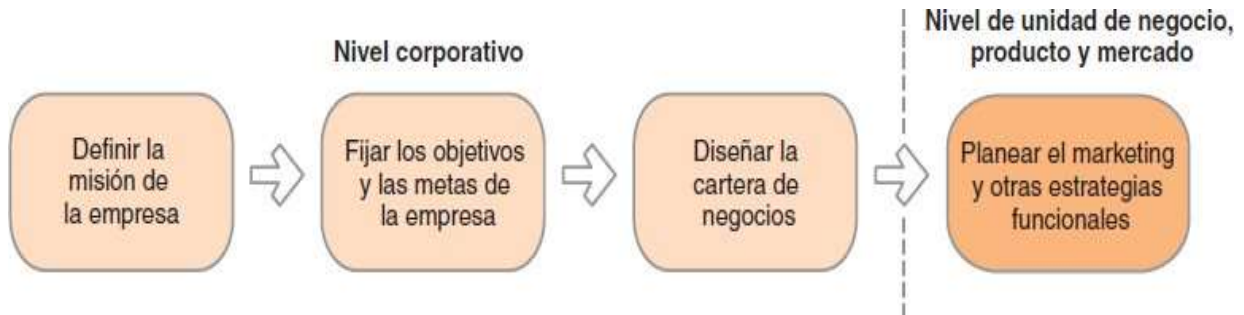 Nivel corporativo
Nivel de unidad de negocio,
producto y mercado
Definir la
misión de
la empresa
Fijar los objetivos
y las metas de
la empresa
Diseñar la
cartera de
negocios
Planear el marketing
y otras estrategias
funcionales